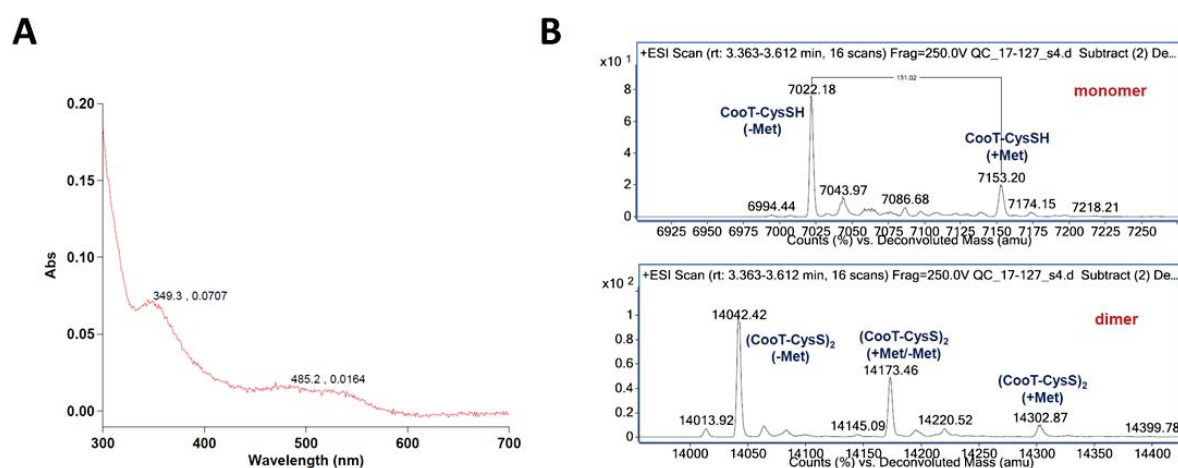 A
B
0.20
0.15
0.10
0.05
0.00
Abs
349.3 , 0.0707
485.2 , 0.0164
300 400 500 600 700
Wavelength (nm)
+ESI Scan (rt: 3.363-3.612 min, 16 scans) Frag=250.0V QC_17-127_s4.d Subtract (2) De...
x10 1
8
6
4
2
0
131.02
7022.18
monomer
CooT-CysSH
(-Met)
CooT-CysSH
(+Met)
7153.20
6994.44
7043.97
7086.68
7174.15
7218.21
6925 6950 6975 7000 7025 7050 7075 7100 7125 7150 7175 7200 7225 7250
Counts (%) vs. Deconvoluted Mass (amu)
+ESI Scan (rt: 3.363-3.612 min, 16 scans) Frag=250.0V QC_17-127_s4.d Subtract (2) De...
x10 2
1
0.8
0.6
0.4
0.2
0
14042.42
dimer
(CooT-CysS)2
(-Met)
(CooT-CysS)2
(+Met/-Met)
14173.46
(CooT-CysS)2
(+Met)
14302.87
14013.92
14145.09
14220.52
14399.78
14000 14050 14100 14150 14200 14250 14300 14350 14400
Counts (%) vs. Deconvoluted Mass (amu)